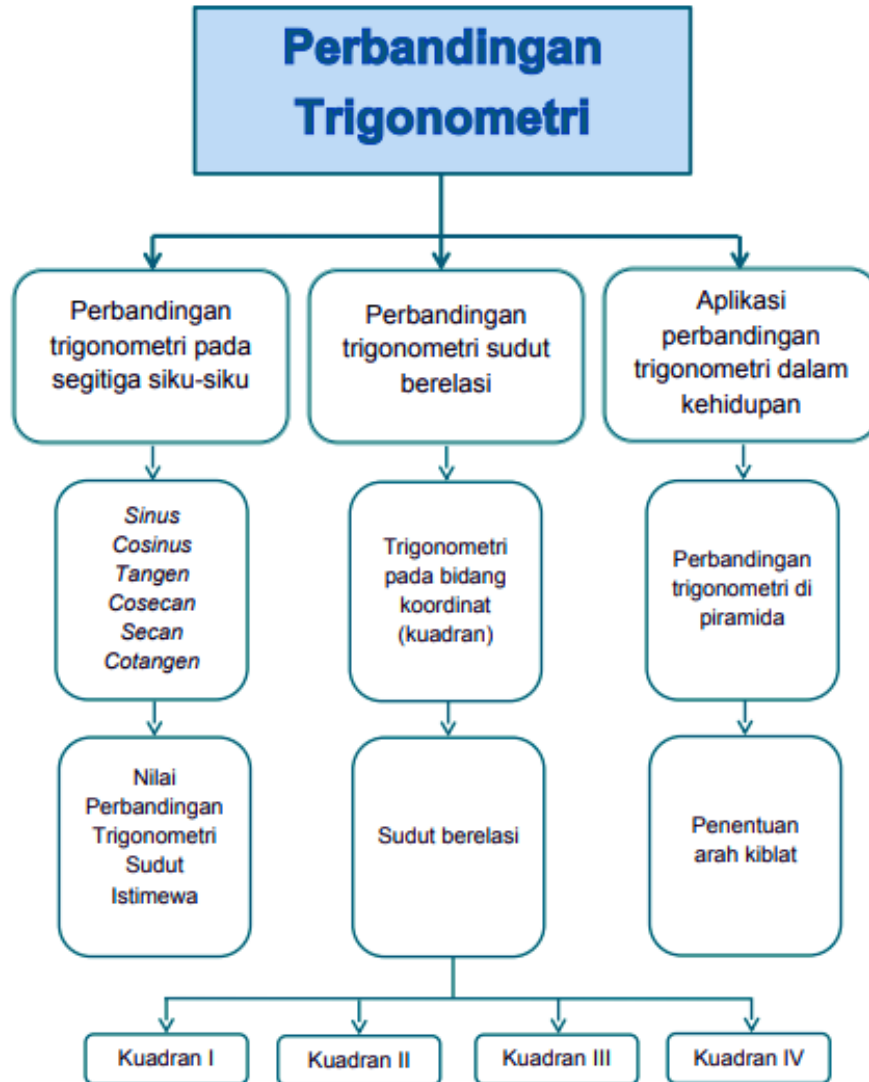 Perbandingan
Trigonometri
Perbandingan
trigonometri pada
segitiga siku-siku
Perbandingan
trigonometri sudut
berelasi
Aplikasi
perbandingan
trigonometri dalam
kehidupan
Sinus
Cosinus
Tangen
Cosecan
Secan
Cotangen
Trigonometri
pada bidang
koordinat
(kuadran)
Perbandingan
trigonometri di
piramida
Nilai
Perbandingan
Trigonometri
Sudut
Istimewa
Sudut berelasi
Penentuan
arah kiblat
Kuadran I
Kuadran II
Kuadran III
Kuadran IV